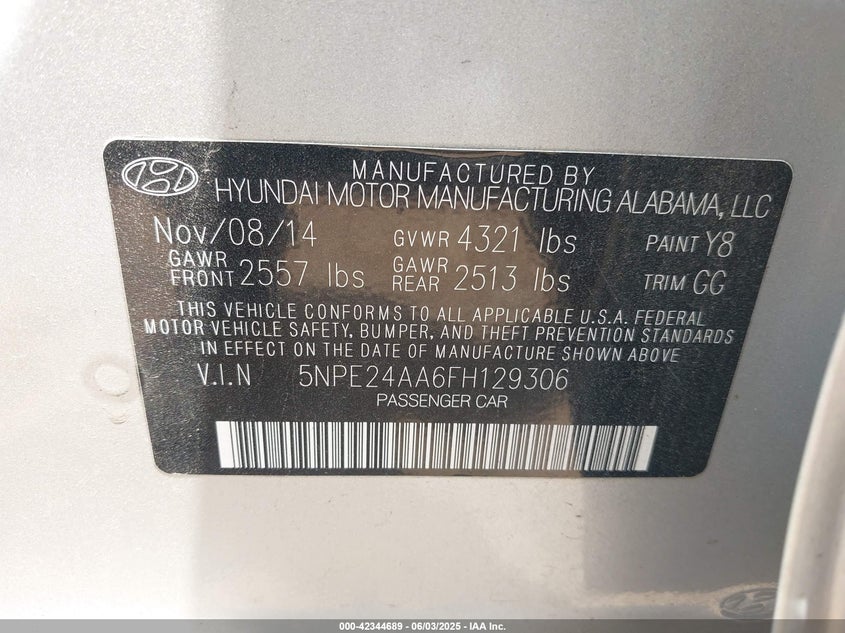 MANUFACTURED BY
HYUNDAI MOTOR MANUFACTURING ALABAMA, LLC
Nov/08/14 GVWR 4321 lbs PAINT Y8
GAWR FRONT 2557 lbs GAWR REAR 2513 lbs TRIM GG
THIS VEHICLE CONFORMS TO ALL APPLICABLE U.S.A. FEDERAL
MOTOR VEHICLE SAFETY, BUMPER, AND THEFT PREVENTION STANDARDS
IN EFFECT ON THE DATE OF MANUFACTURE SHOWN ABOVE
V.I.N 5NPE24AA6FH129306
PASSENGER CAR
000-42344689 - 06/03/2025 - IAA Inc.